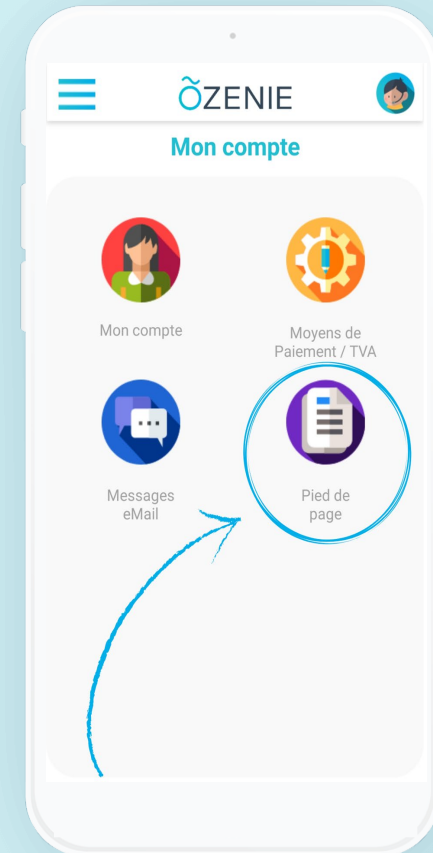 ÕZENIE
Mon compte
Mon compte
Moyens de
Paiement / TVA
Messages
eMail
Pied de
page